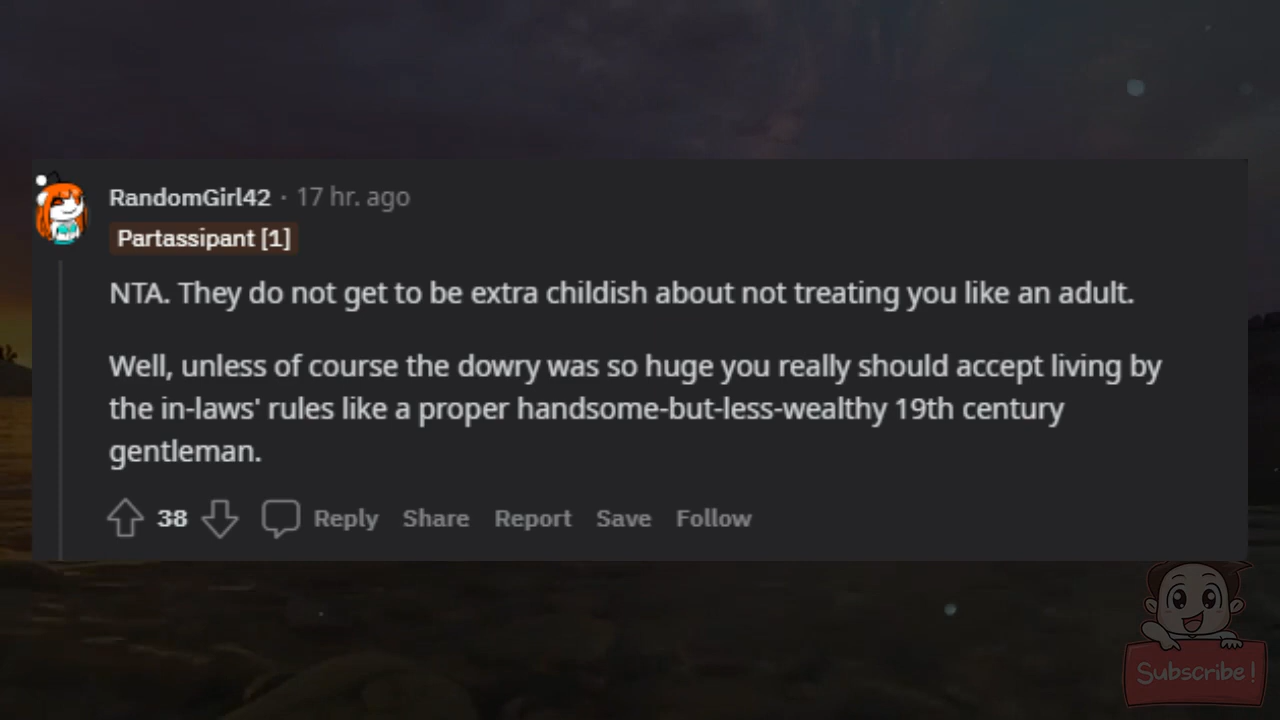 RandomGirl42 · 17 hr. ago
Partassipant [1]
NTA. They do not get to be extra childish about not treating you like an adult.
Well, unless of course the dowry was so huge you really should accept living by
the in-laws' rules like a proper handsome-but-less-wealthy 19th century
gentleman.
38 Reply Share Report Save Follow
Subscribe!